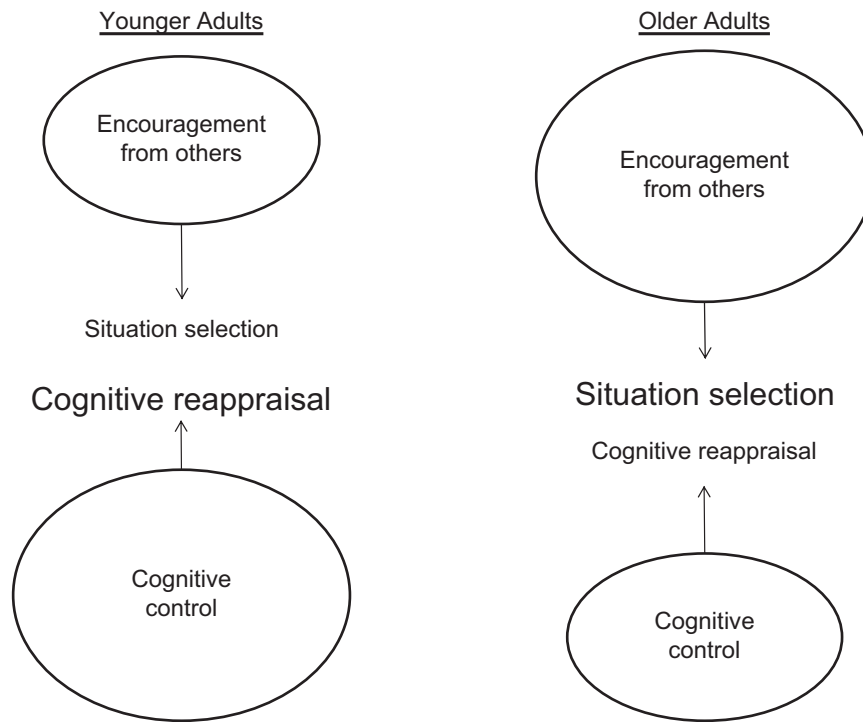 Younger Adults
Encouragement
from others
Situation selection
Cognitive reappraisal
Cognitive
control
Older Adults
Encouragement
from others
Situation selection
Cognitive reappraisal
Cognitive
control